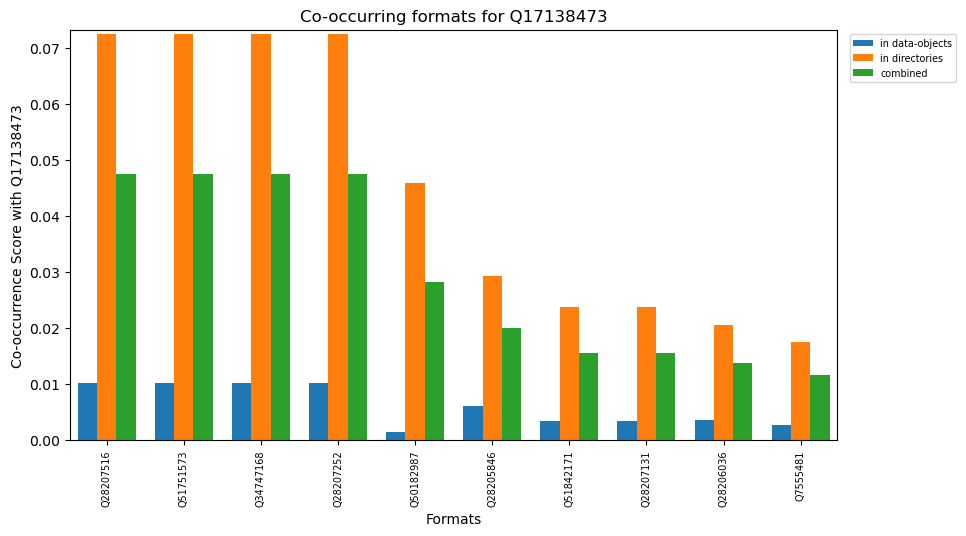 Co-occurring formats for Q17138473
Co-occurrence Score with Q17138473
0.07
0.06
0.05
0.04
0.03
0.02
0.01
0.00
Q28207516
Q51751573
Q34747168
Q28207252
Q50182987
Q28205846
Q51842171
Q28207131
Q28206036
Q7555481
Formats
in data-objects
in directories
combined